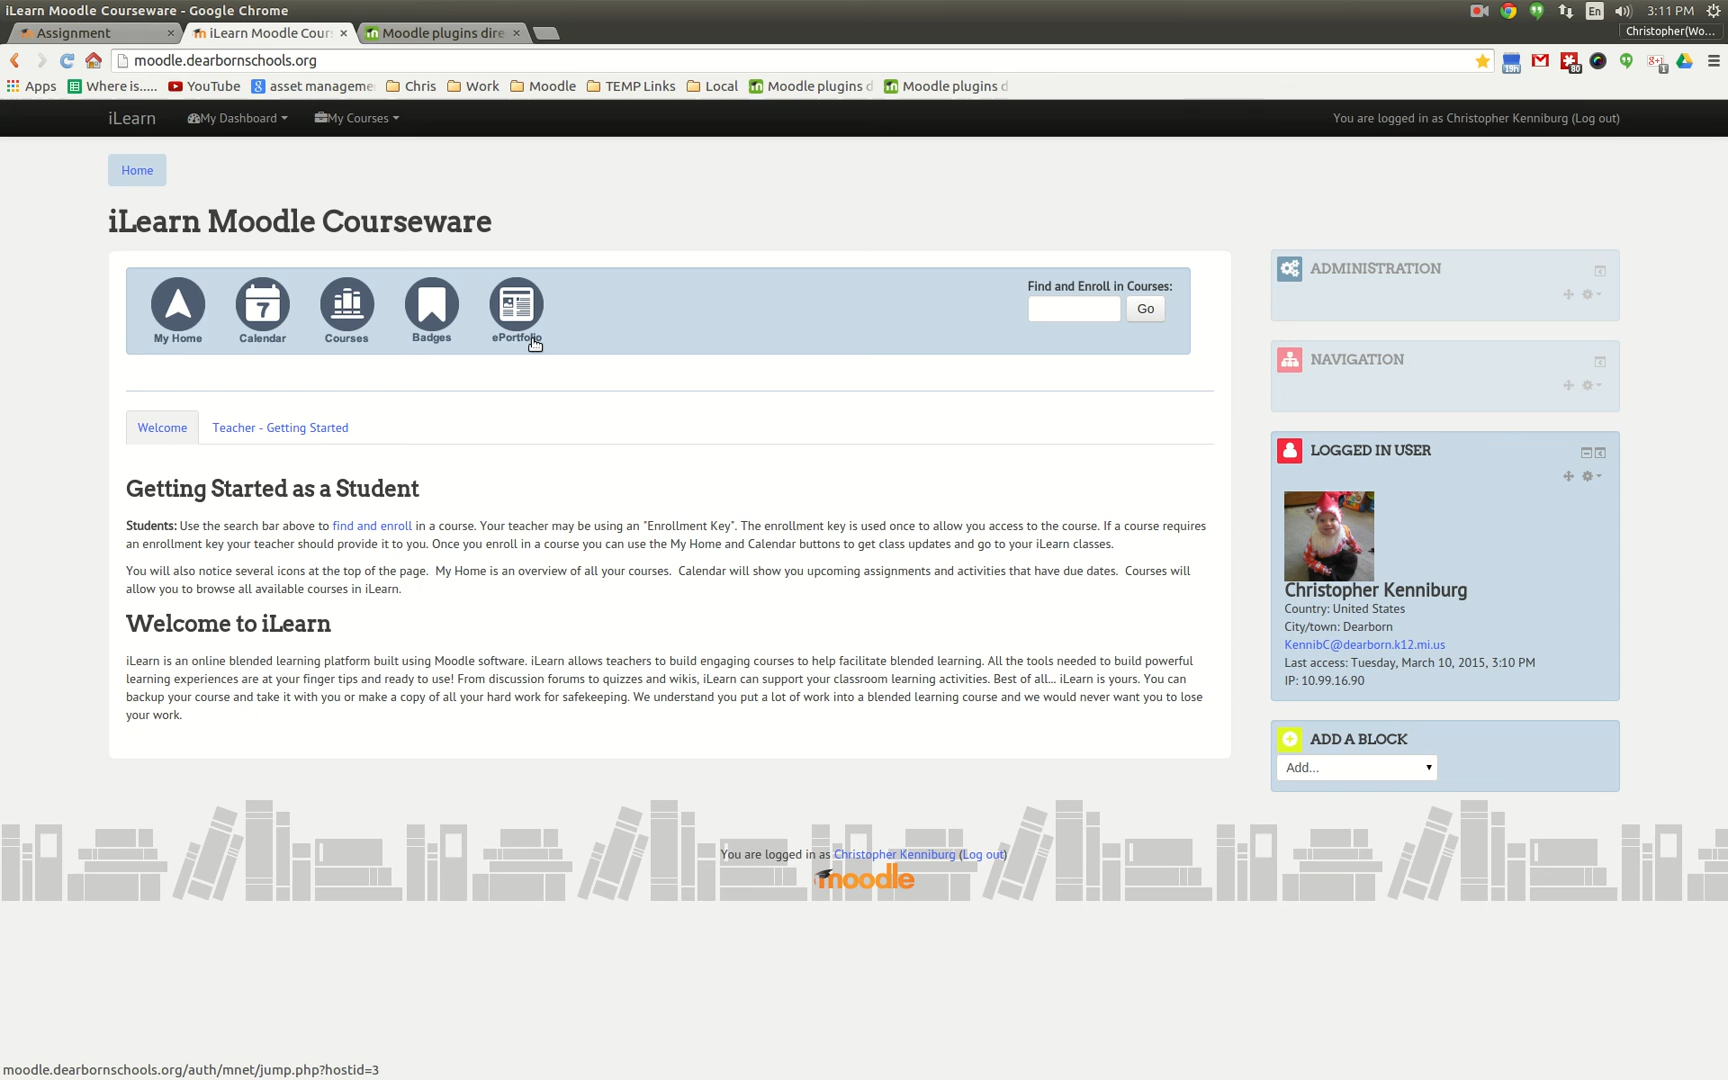 iLearn Moodle Courseware - Google Chrome
En 3:11 PM
Assignment × iLearn Moodle Cour × Moodle plugins dire × Christopher(Wo...
moodle.dearbornschools.org 19h 80 1
Apps Where is..... YouTube asset manageme Chris Work Moodle TEMP Links Local Moodle plugins d Moodle plugins d
iLearn My Dashboard My Courses You are logged in as Christopher Kenniburg (Log out)
Home
iLearn Moodle Courseware
7
My Home Calendar Courses Badges ePortfolio
Find and Enroll in Courses:
Go
Welcome Teacher - Getting Started
Getting Started as a Student
Students: Use the search bar above to find and enroll in a course. Your teacher may be using an "Enrollment Key". The enrollment key is used once to allow you access to the course. If a course requires
an enrollment key your teacher should provide it to you. Once you enroll in a course you can use the My Home and Calendar buttons to get class updates and go to your iLearn classes.
You will also notice several icons at the top of the page. My Home is an overview of all your courses. Calendar will show you upcoming assignments and activities that have due dates. Courses will
allow you to browse all available courses in iLearn.
Welcome to iLearn
iLearn is an online blended learning platform built using Moodle software. iLearn allows teachers to build engaging courses to help facilitate blended learning. All the tools needed to build powerful
learning experiences are at your finger tips and ready to use! From discussion forums to quizzes and wikis, iLearn can support your classroom learning activities. Best of all... iLearn is yours. You can
backup your course and take it with you or make a copy of all your hard work for safekeeping. We understand you put a lot of work into a blended learning course and we would never want you to lose
your work.
ADMINISTRATION
NAVIGATION
LOGGED IN USER
Christopher Kenniburg
Country: United States
City/town: Dearborn
KennibC@dearborn.k12.mi.us
Last access: Tuesday, March 10, 2015, 3:10 PM
IP: 10.99.16.90
ADD A BLOCK
Add...
You are logged in as Christopher Kenniburg (Log out)
moodle
moodle.dearbornschools.org/auth/mnet/jump.php?hostid=3